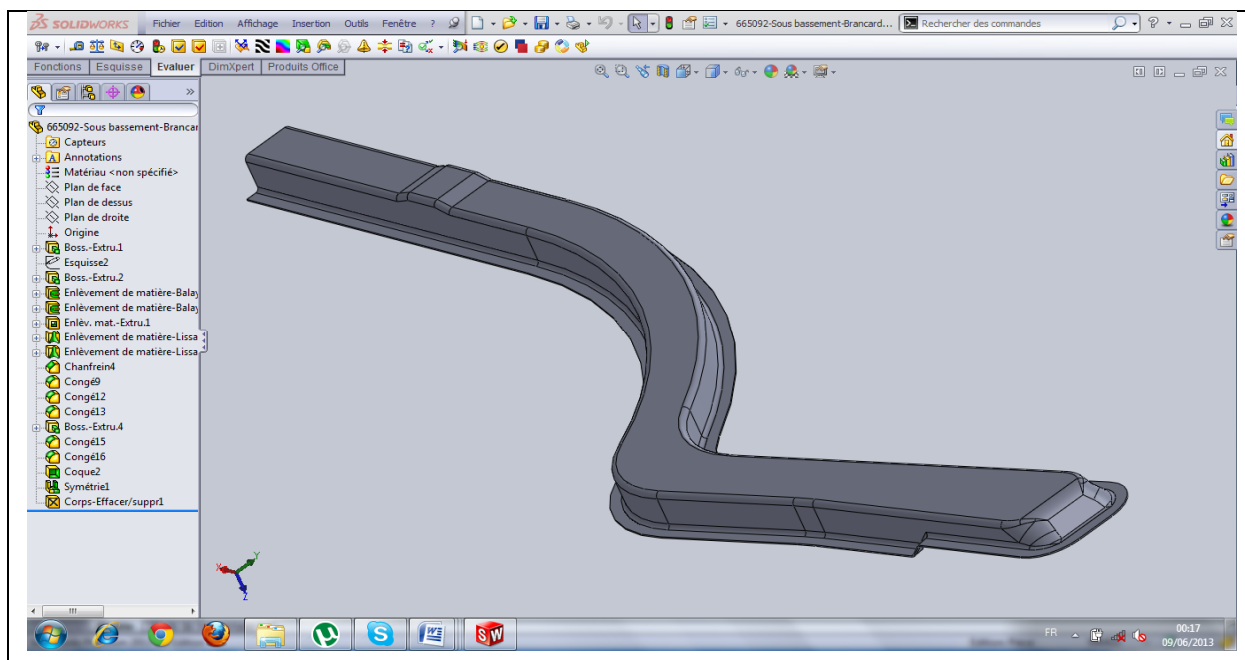 SOLIDWORKS Fichier Edition Affichage Insertion Outils Fenêtre ? 665092-Sous bassement-Brancard... Rechercher des commandes
Fonctions Esquisse Evaluer DimXpert Produits Office
665092-Sous bassement-Brancar
Capteurs
Annotations
Matériau <non spécifié>
Plan de face
Plan de dessus
Plan de droite
Origine
Boss.-Extru.1
Esquisse2
Boss.-Extru.2
Enlèvement de matière-Balay
Enlèvement de matière-Balay
Enlèv. mat.-Extru.1
Enlèvement de matière-Lissa
Enlèvement de matière-Lissa
Chanfrein4
Congé9
Congé12
Congé13
Boss.-Extru.4
Congé15
Congé16
Coque2
Symétrie1
Corps-Effacer/suppr1
X Y Z
FR 00:17
09/06/2013